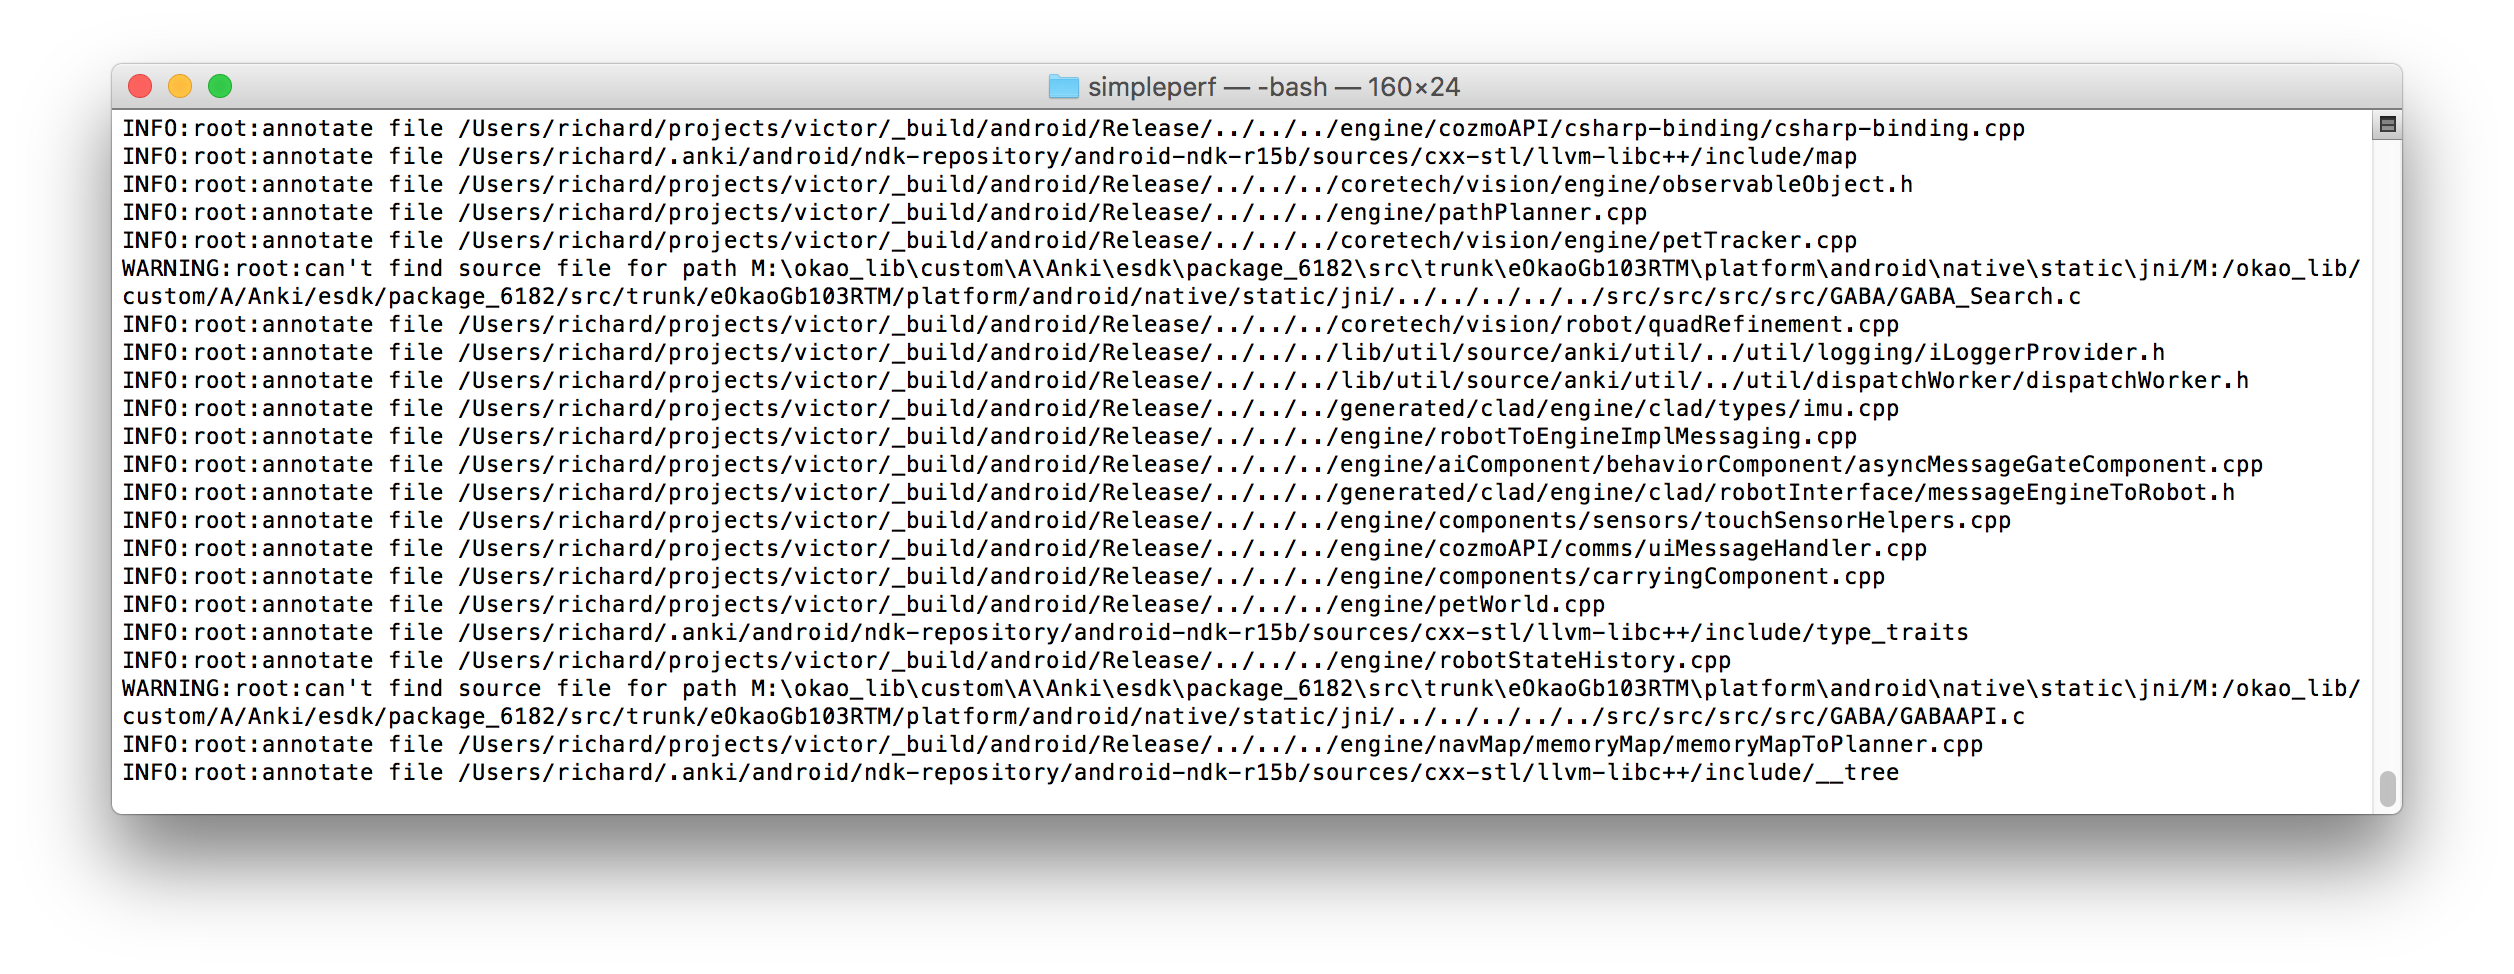 simpleperf — -bash — 160×24
INFO:root:annotate file /Users/richard/projects/victor/_build/android/Release/../../../engine/cozmoAPI/csharp-binding/csharp-binding.cpp
INFO:root:annotate file /Users/richard/.anki/android/ndk-repository/android-ndk-r15b/sources/cxx-stl/llvm-libc++/include/map
INFO:root:annotate file /Users/richard/projects/victor/_build/android/Release/../../../coretech/vision/engine/observableObject.h
INFO:root:annotate file /Users/richard/projects/victor/_build/android/Release/../../../engine/pathPlanner.cpp
INFO:root:annotate file /Users/richard/projects/victor/_build/android/Release/../../../coretech/vision/engine/petTracker.cpp
WARNING:root:can't find source file for path M:\okao_lib\custom\A\Anki\esdk\package_6182\src\trunk\eOkaoGb103RTM\platform\android\native\static\jni/M:/okao_lib/
custom/A/Anki/esdk/package_6182/src/trunk/eOkaoGb103RTM/platform/android/native/static/jni/../../../../../src/src/src/src/GABA/GABA_Search.c
INFO:root:annotate file /Users/richard/projects/victor/_build/android/Release/../../../coretech/vision/robot/quadRefinement.cpp
INFO:root:annotate file /Users/richard/projects/victor/_build/android/Release/../../../lib/util/source/anki/util/../util/logging/iLoggerProvider.h
INFO:root:annotate file /Users/richard/projects/victor/_build/android/Release/../../../lib/util/source/anki/util/../util/dispatchWorker/dispatchWorker.h
INFO:root:annotate file /Users/richard/projects/victor/_build/android/Release/../../../generated/clad/engine/clad/types/imu.cpp
INFO:root:annotate file /Users/richard/projects/victor/_build/android/Release/../../../engine/robotToEngineImplMessaging.cpp
INFO:root:annotate file /Users/richard/projects/victor/_build/android/Release/../../../engine/aiComponent/behaviorComponent/asyncMessageGateComponent.cpp
INFO:root:annotate file /Users/richard/projects/victor/_build/android/Release/../../../generated/clad/engine/clad/robotInterface/messageEngineToRobot.h
INFO:root:annotate file /Users/richard/projects/victor/_build/android/Release/../../../engine/components/sensors/touchSensorHelpers.cpp
INFO:root:annotate file /Users/richard/projects/victor/_build/android/Release/../../../engine/cozmoAPI/comms/uiMessageHandler.cpp
INFO:root:annotate file /Users/richard/projects/victor/_build/android/Release/../../../engine/components/carryingComponent.cpp
INFO:root:annotate file /Users/richard/projects/victor/_build/android/Release/../../../engine/petWorld.cpp
INFO:root:annotate file /Users/richard/.anki/android/ndk-repository/android-ndk-r15b/sources/cxx-stl/llvm-libc++/include/type_traits
INFO:root:annotate file /Users/richard/projects/victor/_build/android/Release/../../../engine/robotStateHistory.cpp
WARNING:root:can't find source file for path M:\okao_lib\custom\A\Anki\esdk\package_6182\src\trunk\eOkaoGb103RTM\platform\android\native\static\jni/M:/okao_lib/
custom/A/Anki/esdk/package_6182/src/trunk/eOkaoGb103RTM/platform/android/native/static/jni/../../../../../src/src/src/src/GABA/GABAAPI.c
INFO:root:annotate file /Users/richard/projects/victor/_build/android/Release/../../../engine/navMap/memoryMap/memoryMapToPlanner.cpp
INFO:root:annotate file /Users/richard/.anki/android/ndk-repository/android-ndk-r15b/sources/cxx-stl/llvm-libc++/include/__tree